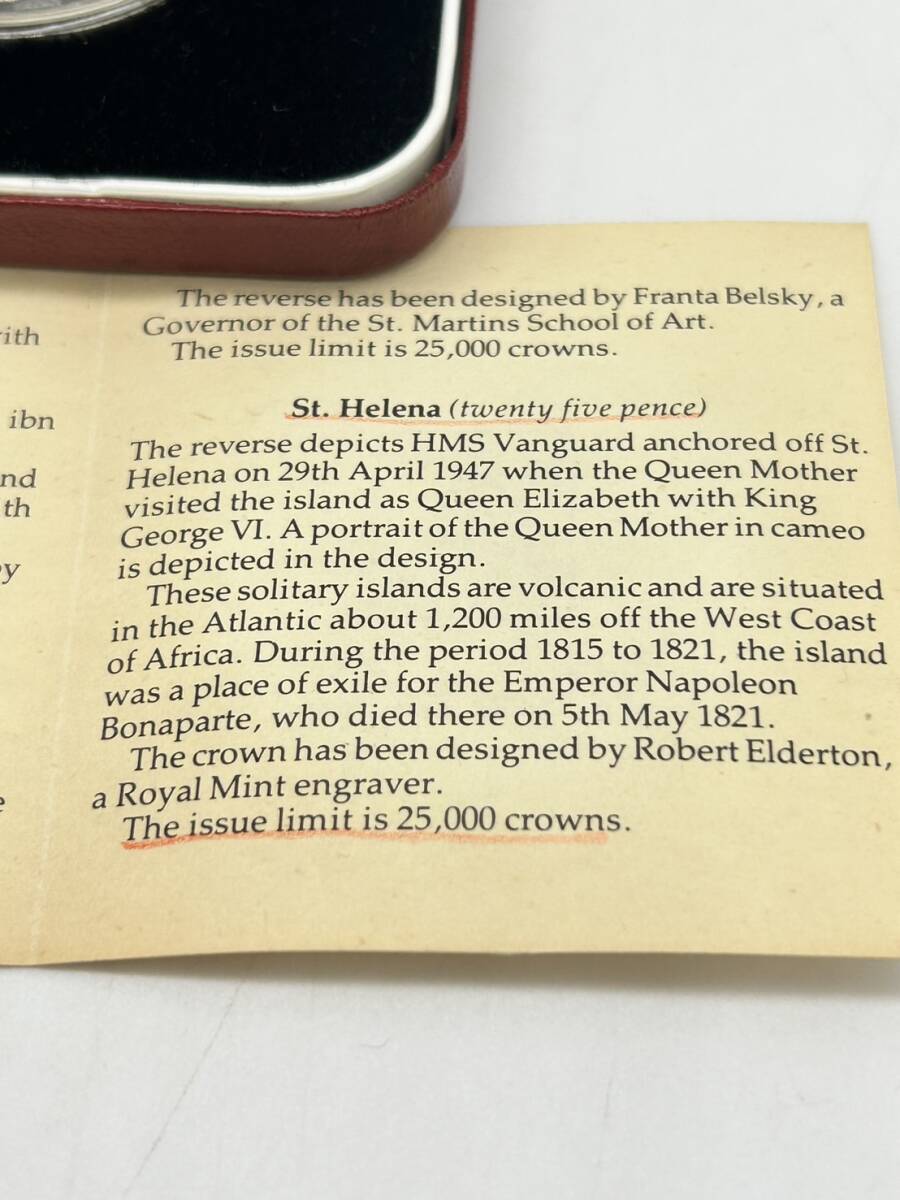 The reverse has been designed by Franta Belsky, a
Governor of the St. Martins School of Art.
The issue limit is 25,000 crowns.
St. Helena (twenty five pence)
The reverse depicts HMS Vanguard anchored off St.
Helena on 29th April 1947 when the Queen Mother
visited the island as Queen Elizabeth with King
George VI. A portrait of the Queen Mother in cameo
is depicted in the design.
These solitary islands are volcanic and are situated
in the Atlantic about 1,200 miles off the West Coast
of Africa. During the period 1815 to 1821, the island
was a place of exile for the Emperor Napoleon
Bonaparte, who died there on 5th May 1821.
The crown has been designed by Robert Elderton,
a Royal Mint engraver.
The issue limit is 25,000 crowns.
ibn